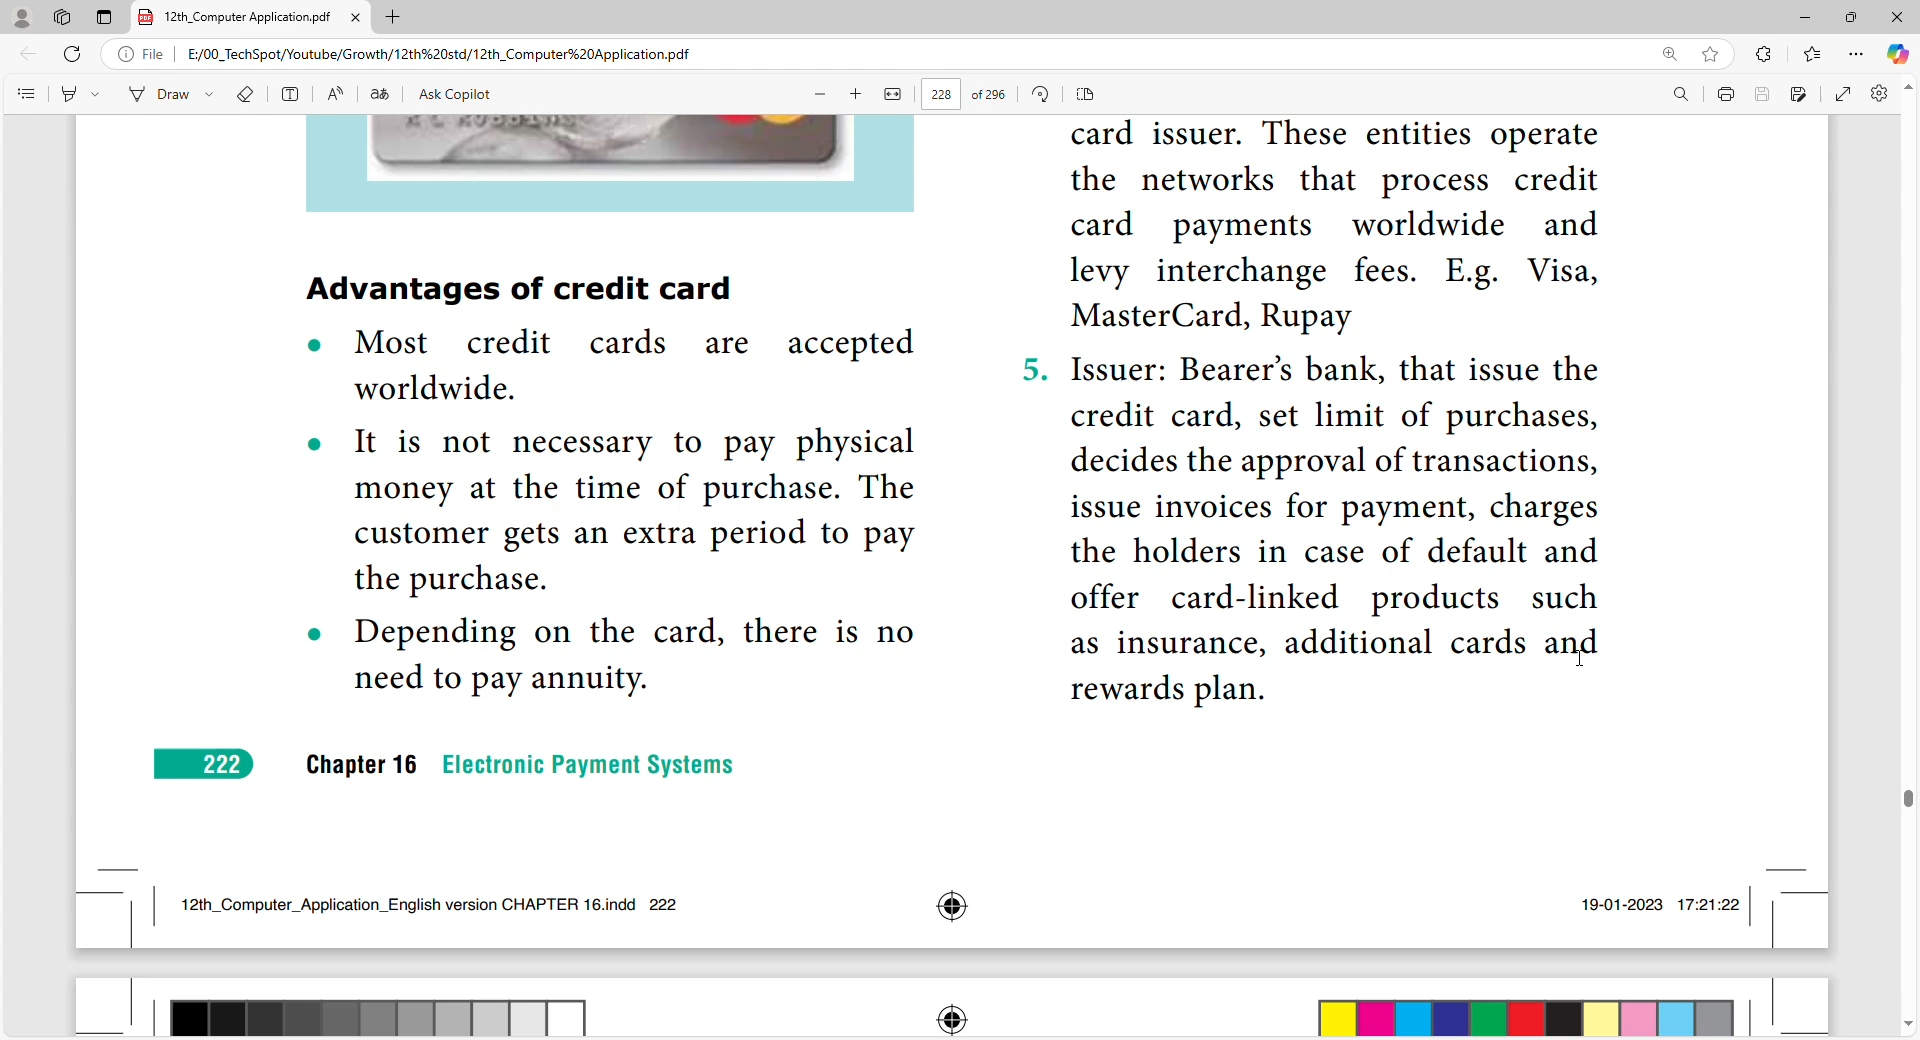 12th_Computer Application.pdf
File
E:/00_TechSpot/Youtube/Growth/12th%20std/12th_Computer%20Application.pdf
Draw
Ask Copilot
228 of 296
Advantages of credit card
Most credit cards are accepted
worldwide.
It is not necessary to pay physical
money at the time of purchase. The
customer gets an extra period to pay
the purchase.
Depending on the card, there is no
need to pay annuity.
card issuer. These entities operate
the networks that process credit
card payments worldwide and
levy interchange fees. E.g. Visa,
MasterCard, Rupay
5. Issuer: Bearer’s bank, that issue the
credit card, set limit of purchases,
decides the approval of transactions,
issue invoices for payment, charges
the holders in case of default and
offer card-linked products such
as insurance, additional cards and
rewards plan.
222 Chapter 16 Electronic Payment Systems
12th_Computer_Application_English version CHAPTER 16.indd 222
19-01-2023 17:21:22